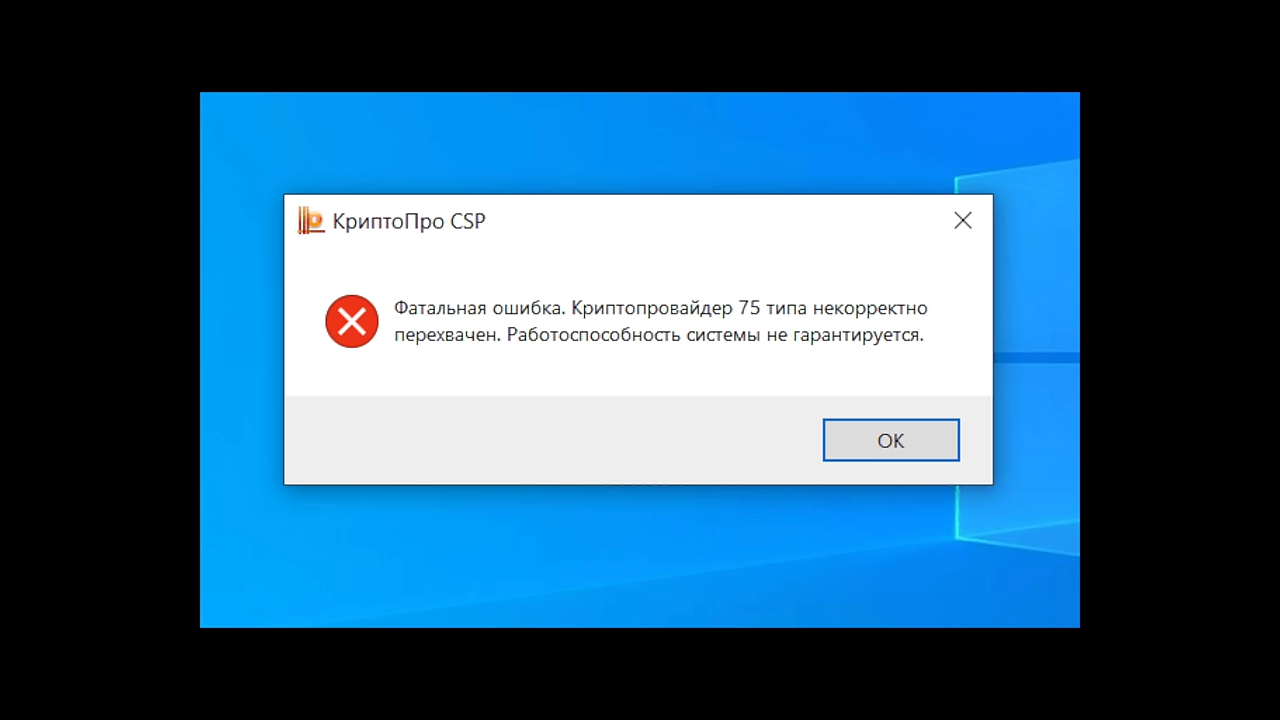 КриптоПро CSP
Фатальная ошибка. Криптопровайдер 75 типа некорректно
перехвачен. Работоспособность системы не гарантируется.
OK